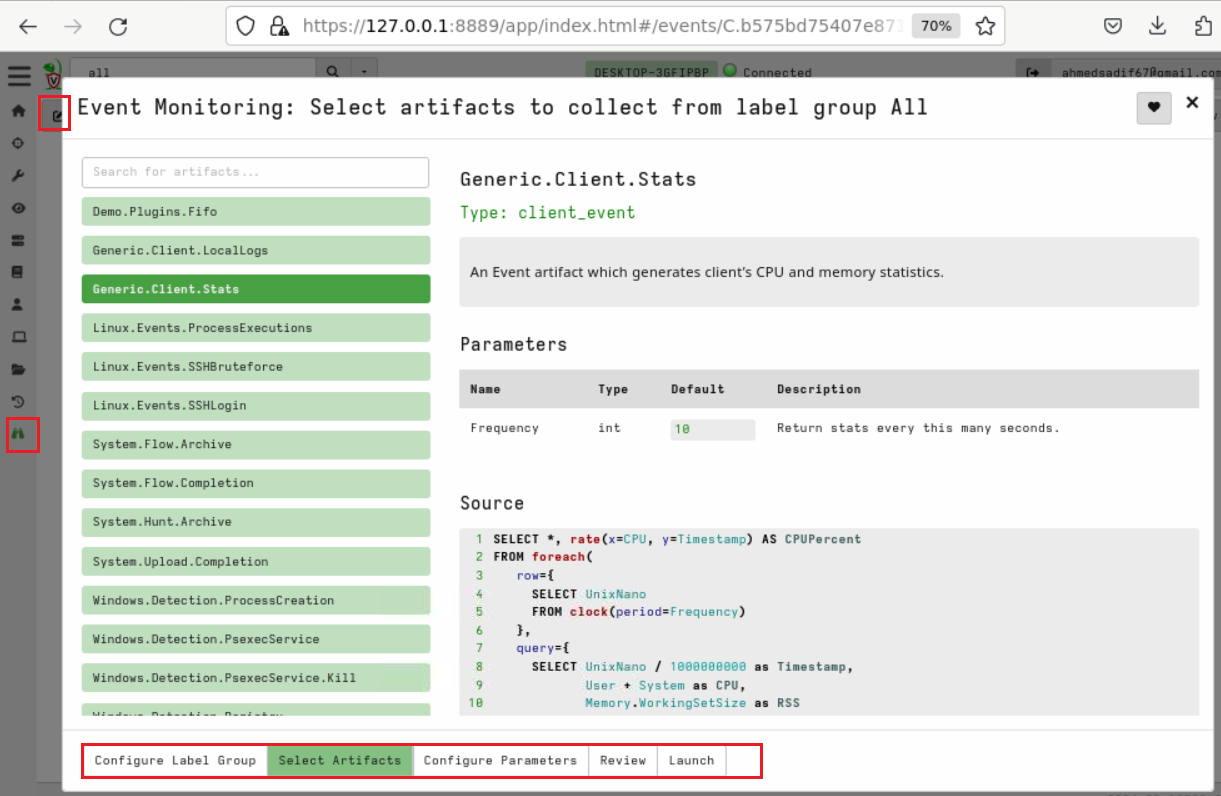 https://127.0.0.1:8889/app/index.html#/events/C.b575bd75407e871
70%
all
DESKTOP-3GFIPBP
Connected
ahmedsadif67@gmail.com
Event Monitoring: Select artifacts to collect from label group All
Search for artifacts...
Demo.Plugins.Fifo
Generic.Client.LocalLogs
Generic.Client.Stats
Linux.Events.ProcessExecutions
Linux.Events.SSHBruteforce
Linux.Events.SSHLogin
System.Flow.Archive
System.Flow.Completion
System.Hunt.Archive
System.Upload.Completion
Windows.Detection.ProcessCreation
Windows.Detection.PsexecService
Windows.Detection.PsexecService.Kill
Windows.Detection.Registry
Generic.Client.Stats
Type: client_event
An Event artifact which generates client's CPU and memory statistics.
Parameters
Name Type Default Description
Frequency int 10 Return stats every this many seconds.
Source
1 SELECT *, rate(x=CPU, y=Timestamp) AS CPUPercent
2 FROM foreach(
3 row={
4 SELECT UnixNano
5 FROM clock(period=Frequency)
6 },
7 query={
8 SELECT UnixNano / 1000000000 as Timestamp,
9 User + System as CPU,
10 Memory.WorkingSetSize as RSS
Configure Label Group Select Artifacts Configure Parameters Review Launch